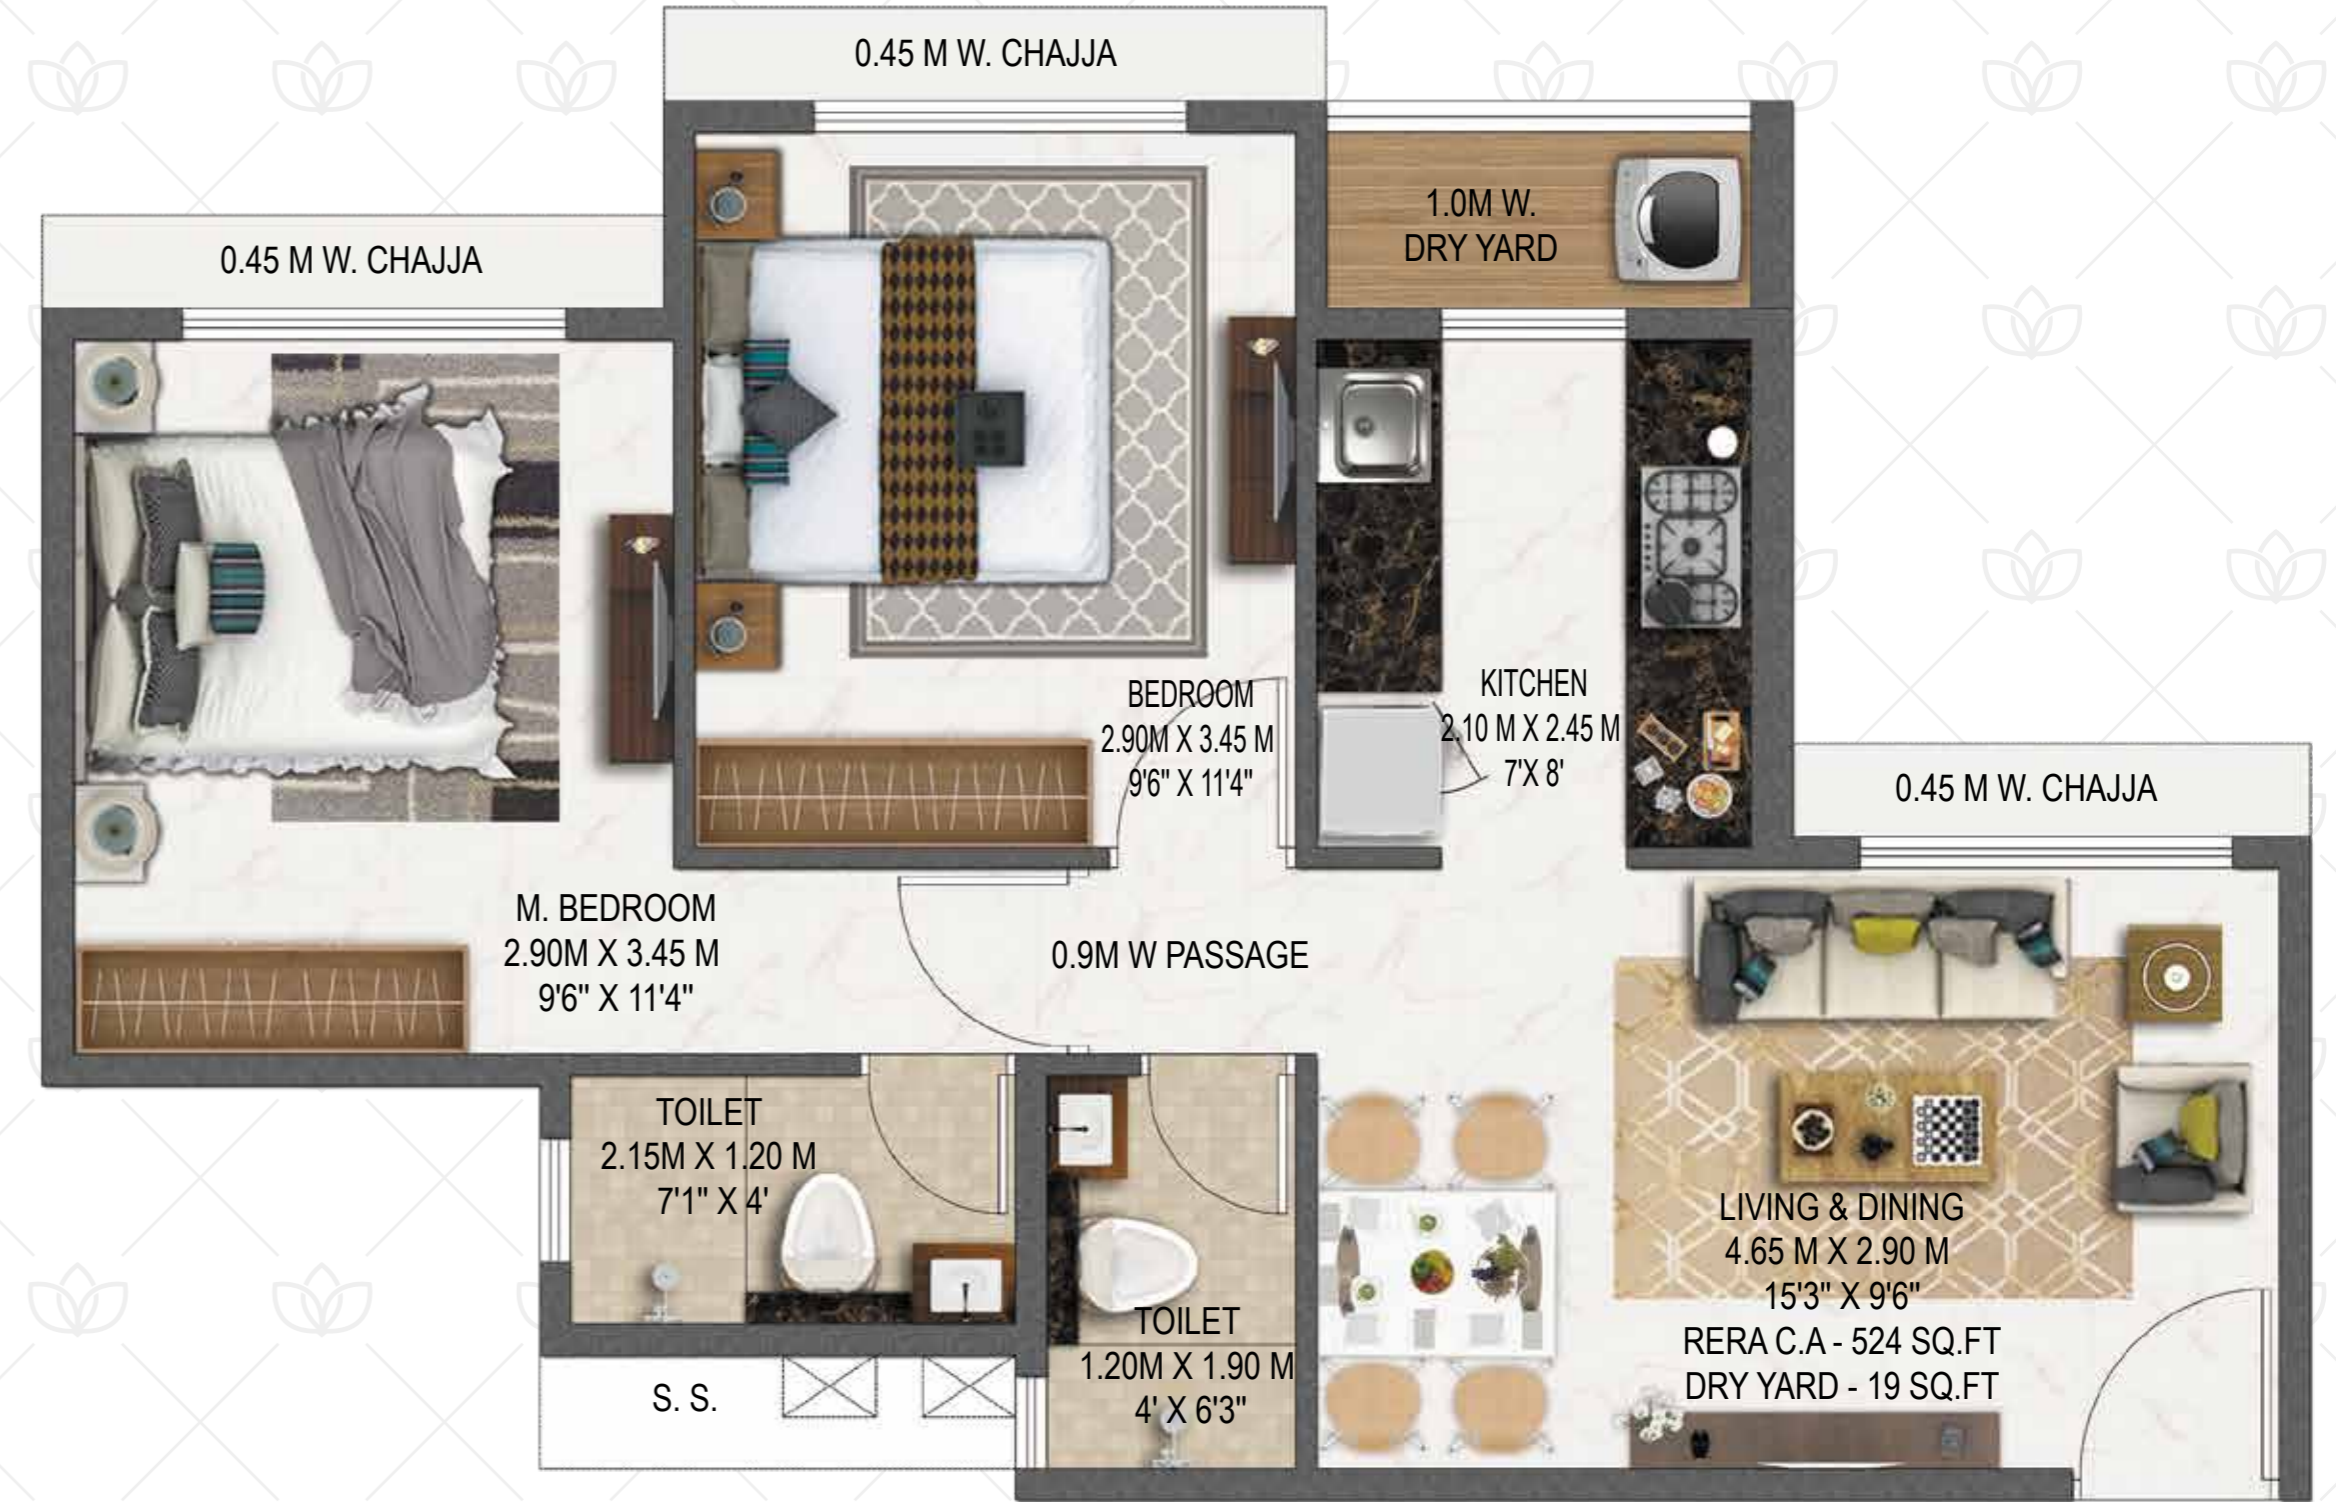 0.45 M W. CHAJJA
0.45 M W. CHAJJA
1.0M W.
DRY YARD
BEDROOM
2.90M X 3.45 M
9'6" X 11'4"
KITCHEN
2.10 M X 2.45 M
7'X 8'
0.45 M W. CHAJJA
M. BEDROOM
2.90M X 3.45 M
9'6" X 11'4"
0.9M W PASSAGE
TOILET
2.15M X 1.20 M
7'1" X 4'
LIVING & DINING
4.65 M X 2.90 M
15'3" X 9'6"
RERA C.A - 524 SQ.FT
DRY YARD - 19 SQ.FT
TOILET
1.20M X 1.90 M
4' X 6'3"
S. S.